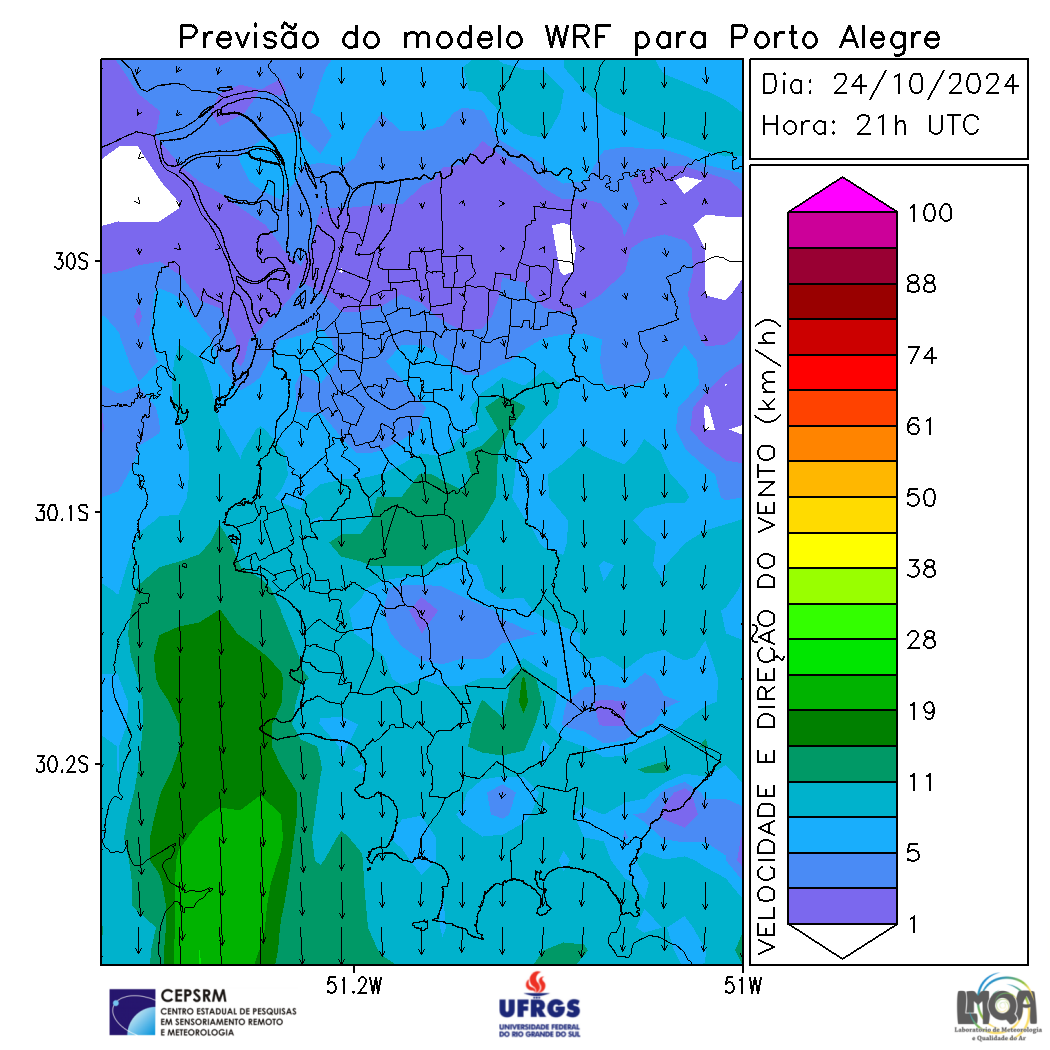 Previsão do modelo WRF para Porto Alegre
Dia: 24/10/2024
Hora: 21h UTC
30S
30.1S
30.2S
51.2W
51W
VELOCIDADE E DIREÇÃO DO VENTO (km/h)
100
88
74
61
50
38
28
19
11
5
1
CEPSRM
CENTRO ESTADUAL DE PESQUISAS
EM SENSORIAMENTO REMOTO
E METEOROLOGIA
UFRGS
UNIVERSIDADE FEDERAL
DO RIO GRANDE DO SUL
LMQA
Laboratório de Meteorologia
e Qualidade do Ar